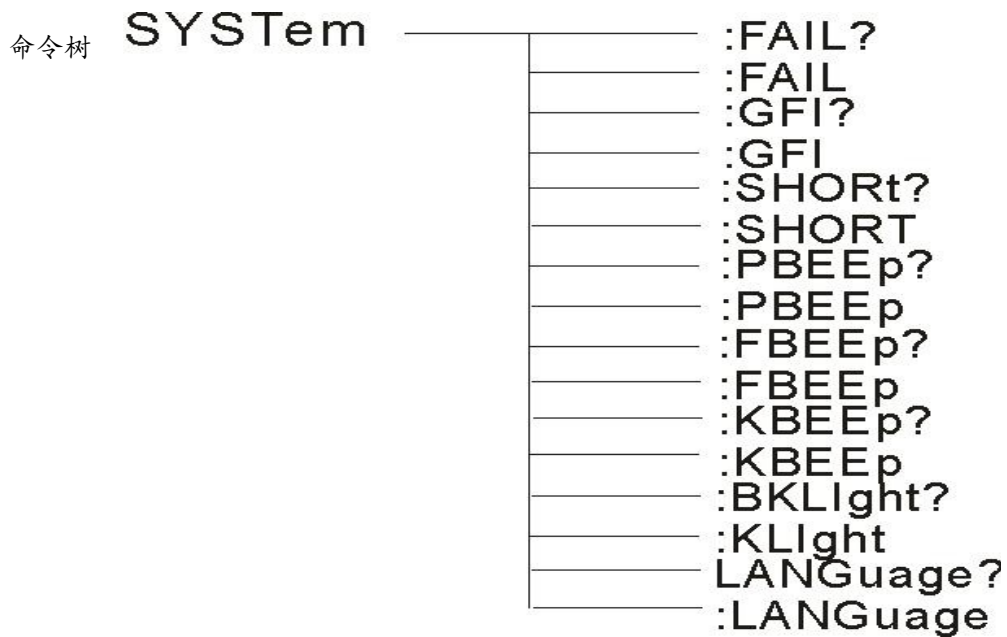 命令树 SYSTem
:FAIL?
:FAIL
:GFI?
:GFI
:SHORt?
:SHORT
:PBEEp?
:PBEEp
:FBEEp?
:FBEEp
:KBEEp?
:KBEEp
:BKLIght?
:KLIght
LANGuage?
:LANGuage